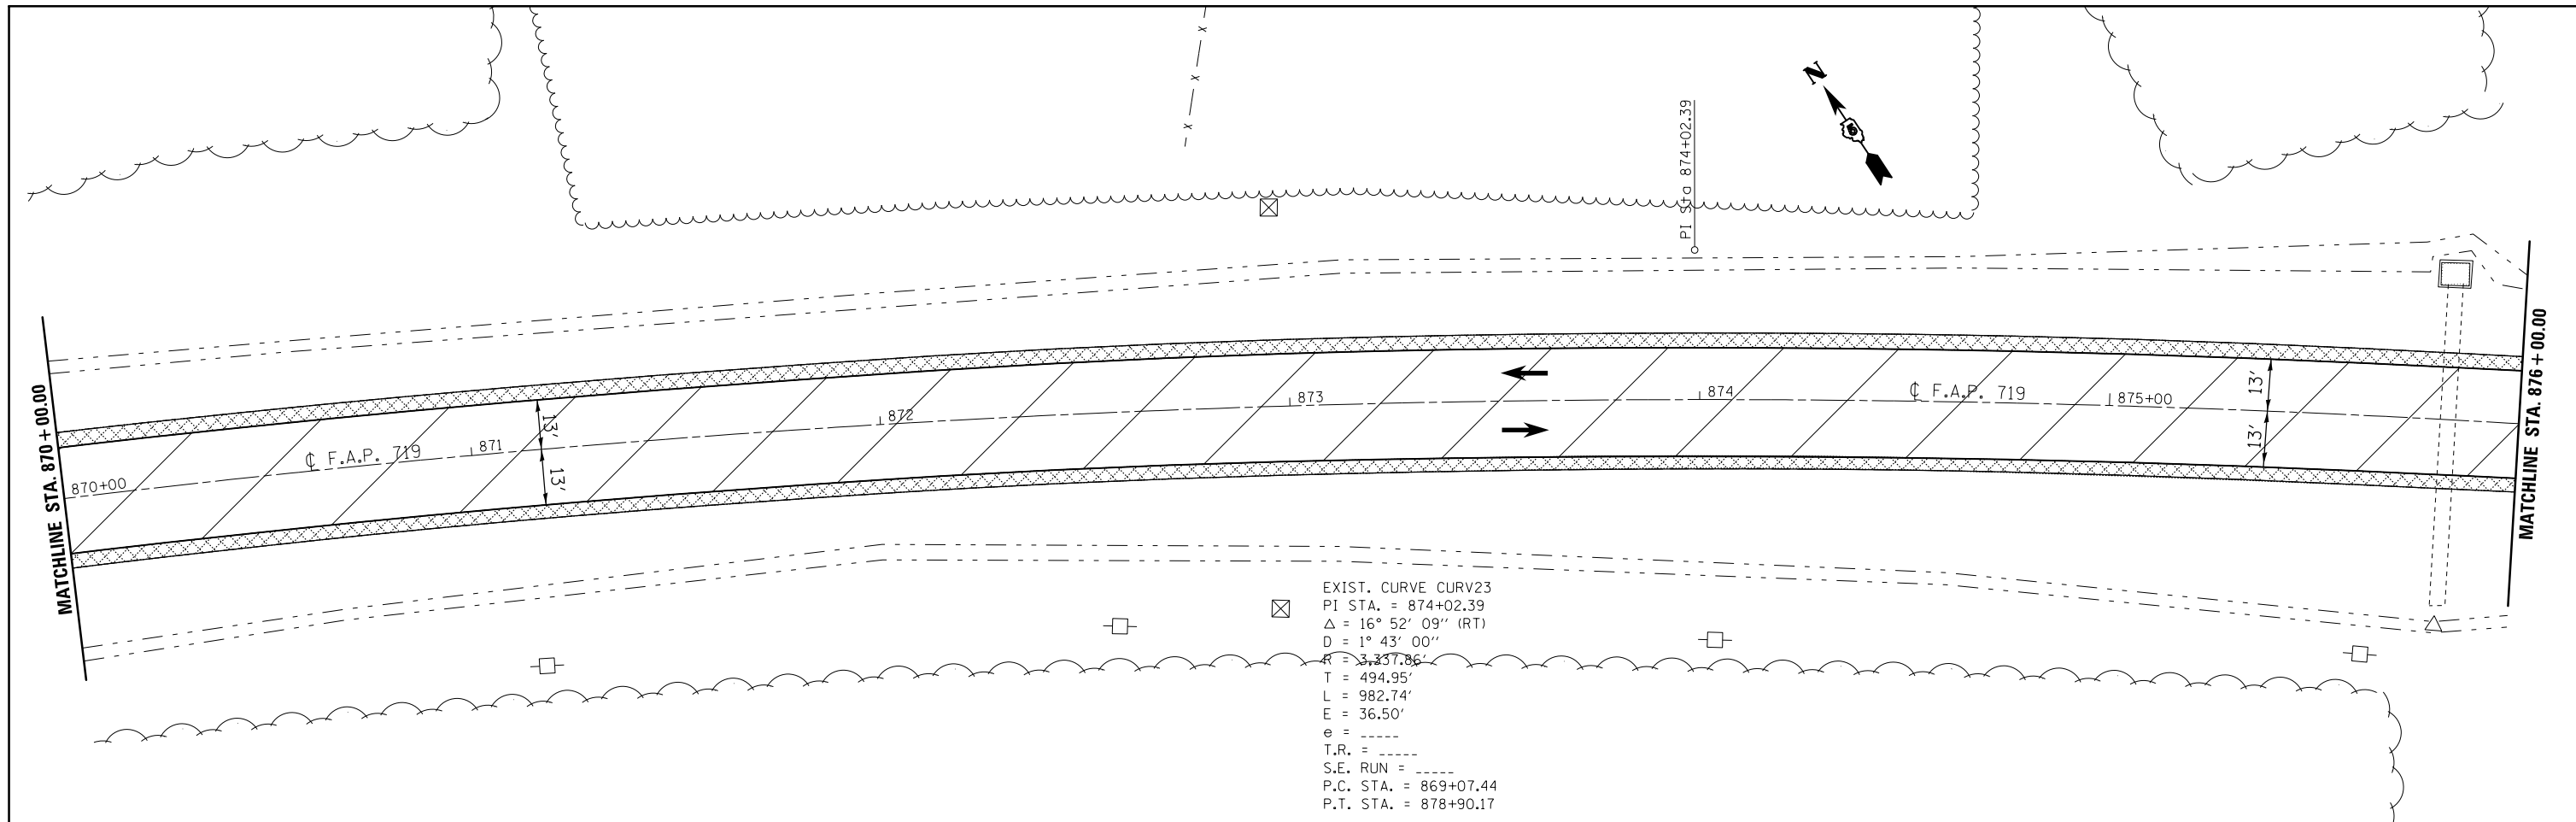 N
PI Sta 874+02.39
MATCHLINE STA. 870+00.00
870+00
℄ F.A.P. 719
871
13'
13'
872
873
874
℄ F.A.P. 719
875+00
13'
13'
MATCHLINE STA. 876+00.00
EXIST. CURVE CURV23
PI STA. = 874+02.39
△ = 16° 52' 09'' (RT)
D = 1° 43' 00''
R = 3,337.86'
T = 494.95'
L = 982.74'
E = 36.50'
e = _____
T.R. = _____
S.E. RUN = _____
P.C. STA. = 869+07.44
P.T. STA. = 878+90.17